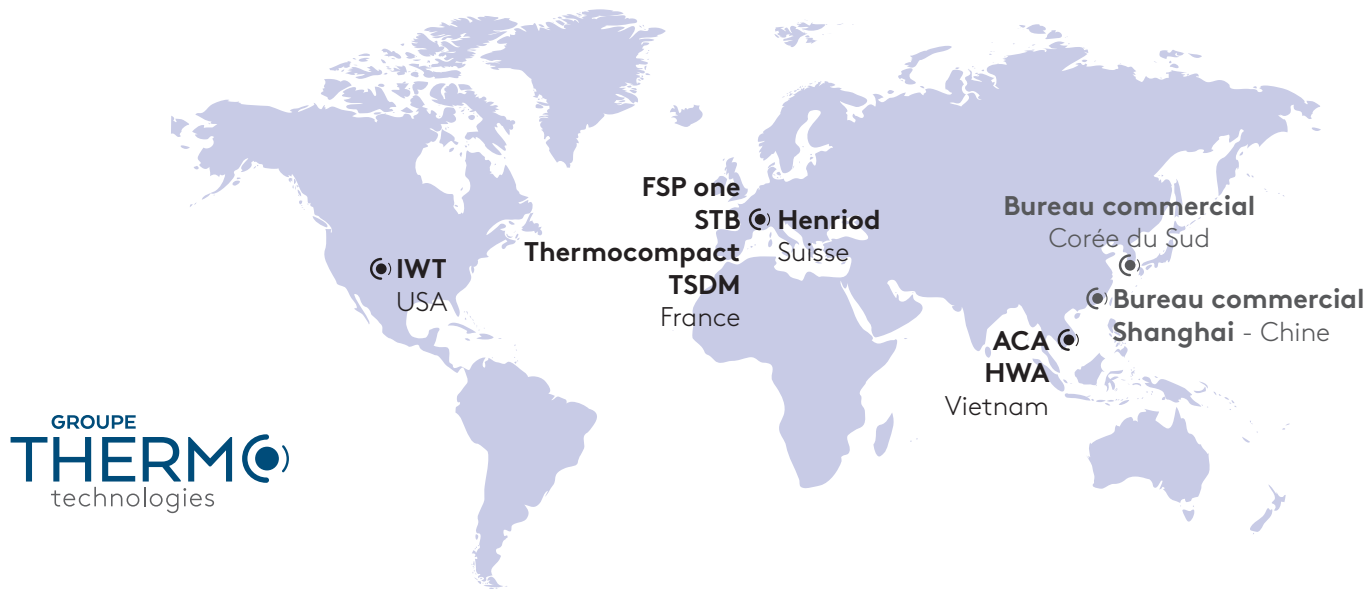 FSP one
STB
Thermocompact
TSDM
France
Henriod
Suisse
Bureau commercial
Corée du Sud
IWT
USA
Bureau commercial
Shanghai - Chine
ACA
HWA
Vietnam
GROUPE
THERMO
technologies